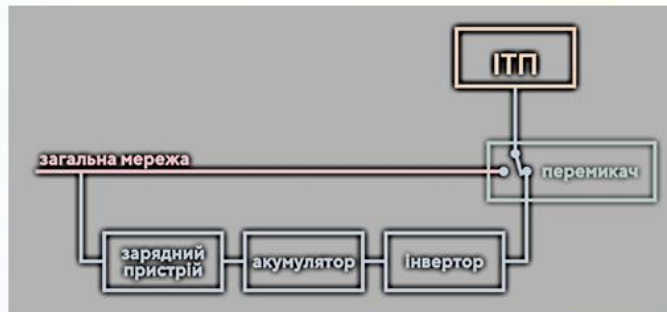 ІТП
загальна мережа
перемикач
зарядний
пристрій
акумулятор
інвертор